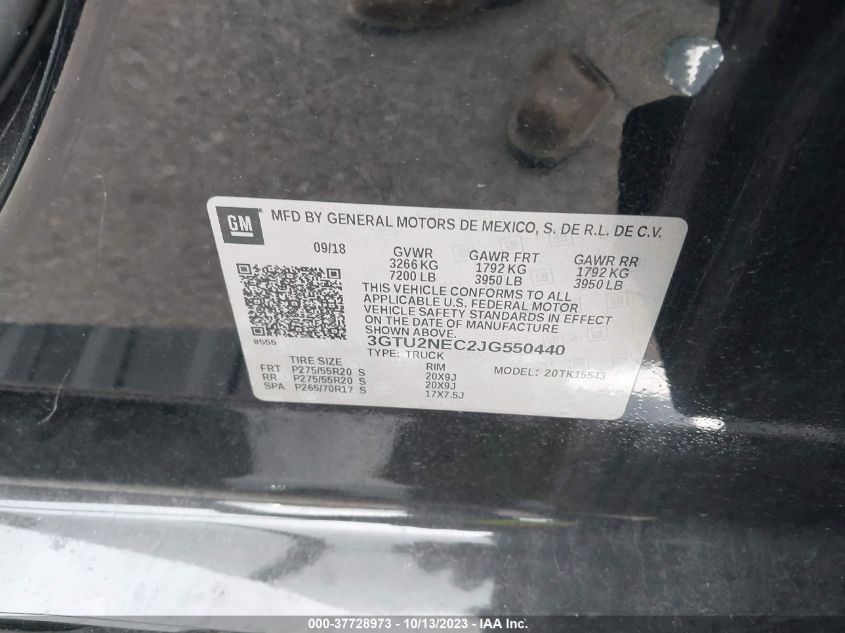 GM MFD BY GENERAL MOTORS DE MEXICO, S. DE R.L. DE C.V.
09/18 GVWR GAWR FRT GAWR RR
3266 KG 1792 KG 1792 KG
7200 LB 3950 LB 3950 LB
THIS VEHICLE CONFORMS TO ALL
APPLICABLE U.S. FEDERAL MOTOR
VEHICLE SAFETY STANDARDS IN
EFFECT ON THE DATE OF MANUFACTURE
SHOWN ABOVE.
8555 3GTU2NEC2JG550440
TYPE: TRUCK
TIRE SIZE RIM MODEL: 20TK15543
FRT P275/55R20 S 20X9J
RR P275/55R20 S 20X9J
SPA P265/70R17 S 17X7.5J
000-37728973 - 10/13/2023 - IAA Inc.